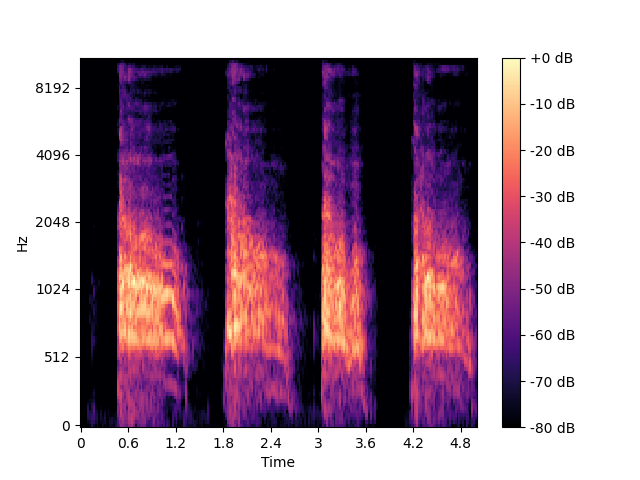 +0 dB
8192
-10 dB
4096
-20 dB
-30 dB
2048
Hz
-40 dB
1024
-50 dB
-60 dB
512
-70 dB
0
-80 dB
0 0.6 1.2 1.8 2.4 3 3.6 4.2 4.8
Time